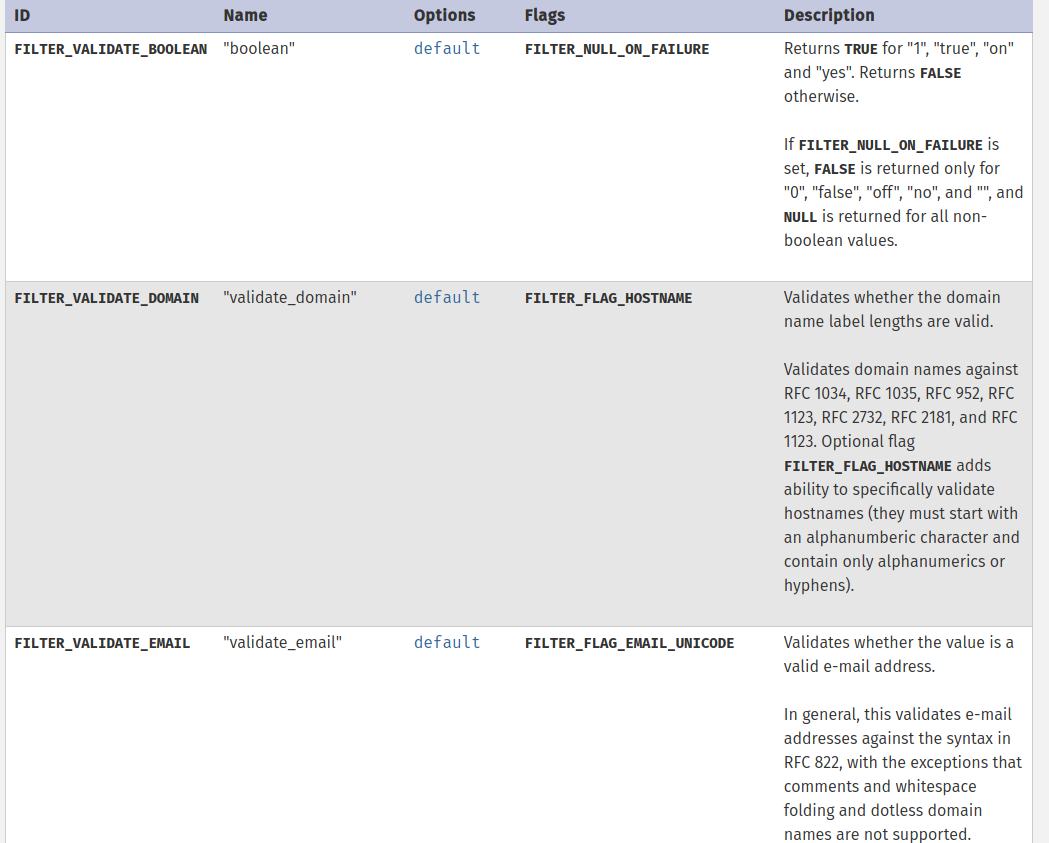 ID Name Options Flags Description
FILTER_VALIDATE_BOOLEAN "boolean" default FILTER_NULL_ON_FAILURE Returns TRUE for "1", "true", "on"
and "yes". Returns FALSE
otherwise.
If FILTER_NULL_ON_FAILURE is
set, FALSE is returned only for
"0", "false", "off", "no", and "", and
NULL is returned for all non-
boolean values.
FILTER_VALIDATE_DOMAIN "validate_domain" default FILTER_FLAG_HOSTNAME Validates whether the domain
name label lengths are valid.
Validates domain names against
RFC 1034, RFC 1035, RFC 952, RFC
1123, RFC 2732, RFC 2181, and RFC
1123. Optional flag
FILTER_FLAG_HOSTNAME adds
ability to specifically validate
hostnames (they must start with
an alphanumberic character and
contain only alphanumerics or
hyphens).
FILTER_VALIDATE_EMAIL "validate_email" default FILTER_FLAG_EMAIL_UNICODE Validates whether the value is a
valid e-mail address.
In general, this validates e-mail
addresses against the syntax in
RFC 822, with the exceptions that
comments and whitespace
folding and dotless domain
names are not supported.